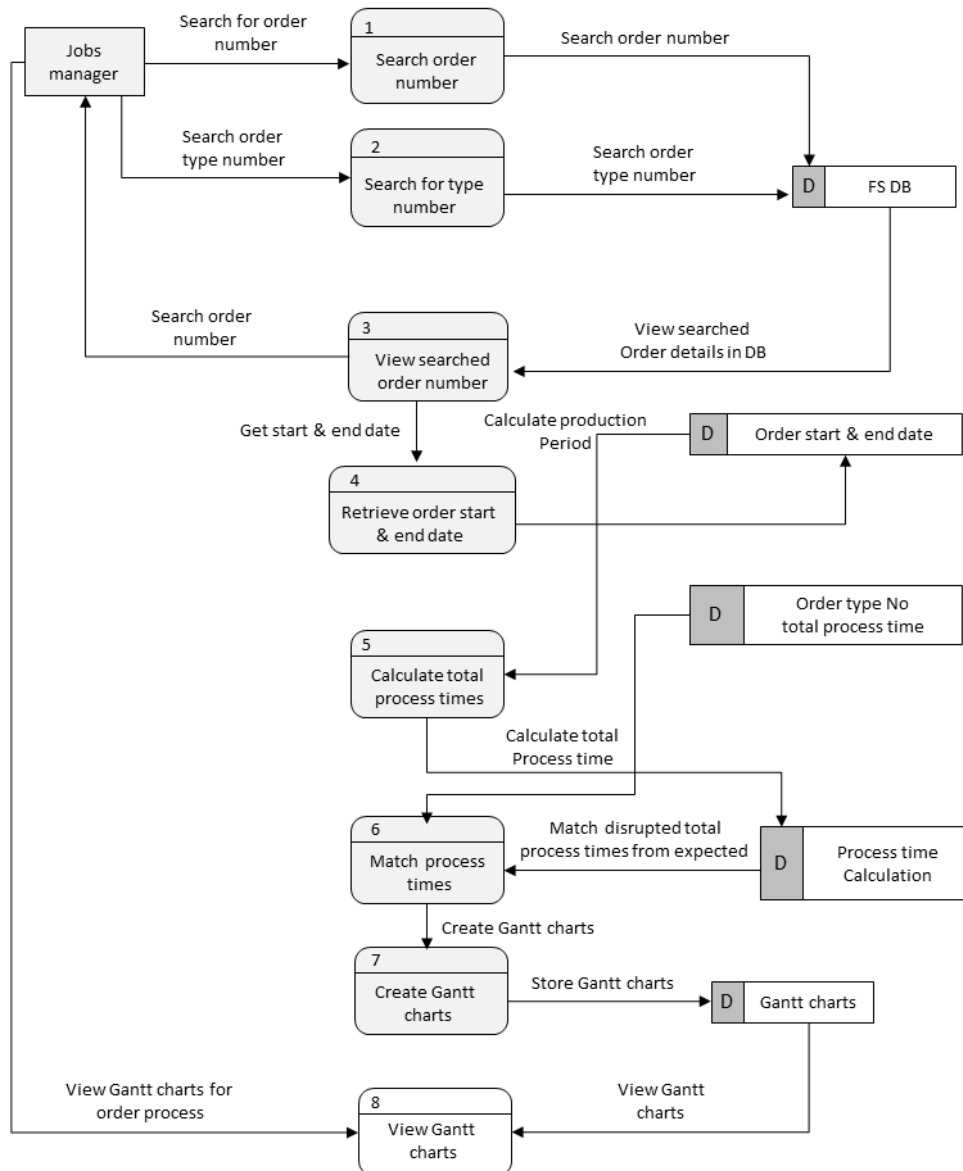 Search for order
number
1
Search order
number
Search order number
Jobs
manager
Search order
type number
2
Search for type
number
Search order
type number
D
FS DB
Search order
number
3
View searched
order number
View searched
Order details in DB
Get start & end date
Calculate production
Period
D
Order start & end date
4
Retrieve order start
& end date
D
Order type No
total process time
5
Calculate total
process times
Calculate total
Process time
6
Match process
times
Match disrupted total
process times from expected
D
Process time
Calculation
Create Gantt charts
7
Create Gantt
charts
Store Gantt charts
D
Gantt charts
View Gantt charts for
order process
8
View Gantt
charts
View Gantt
charts